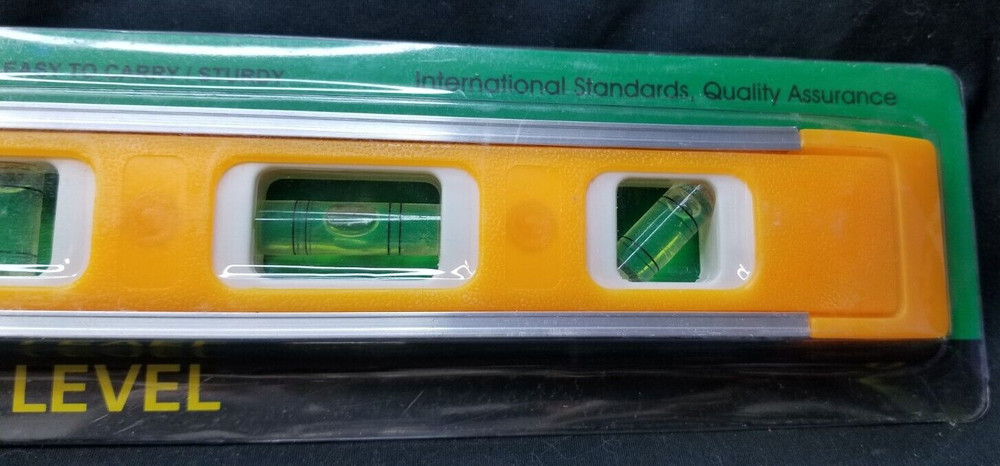 EASY TO CARRY / STURDY
International Standards, Quality Assurance
LEVEL